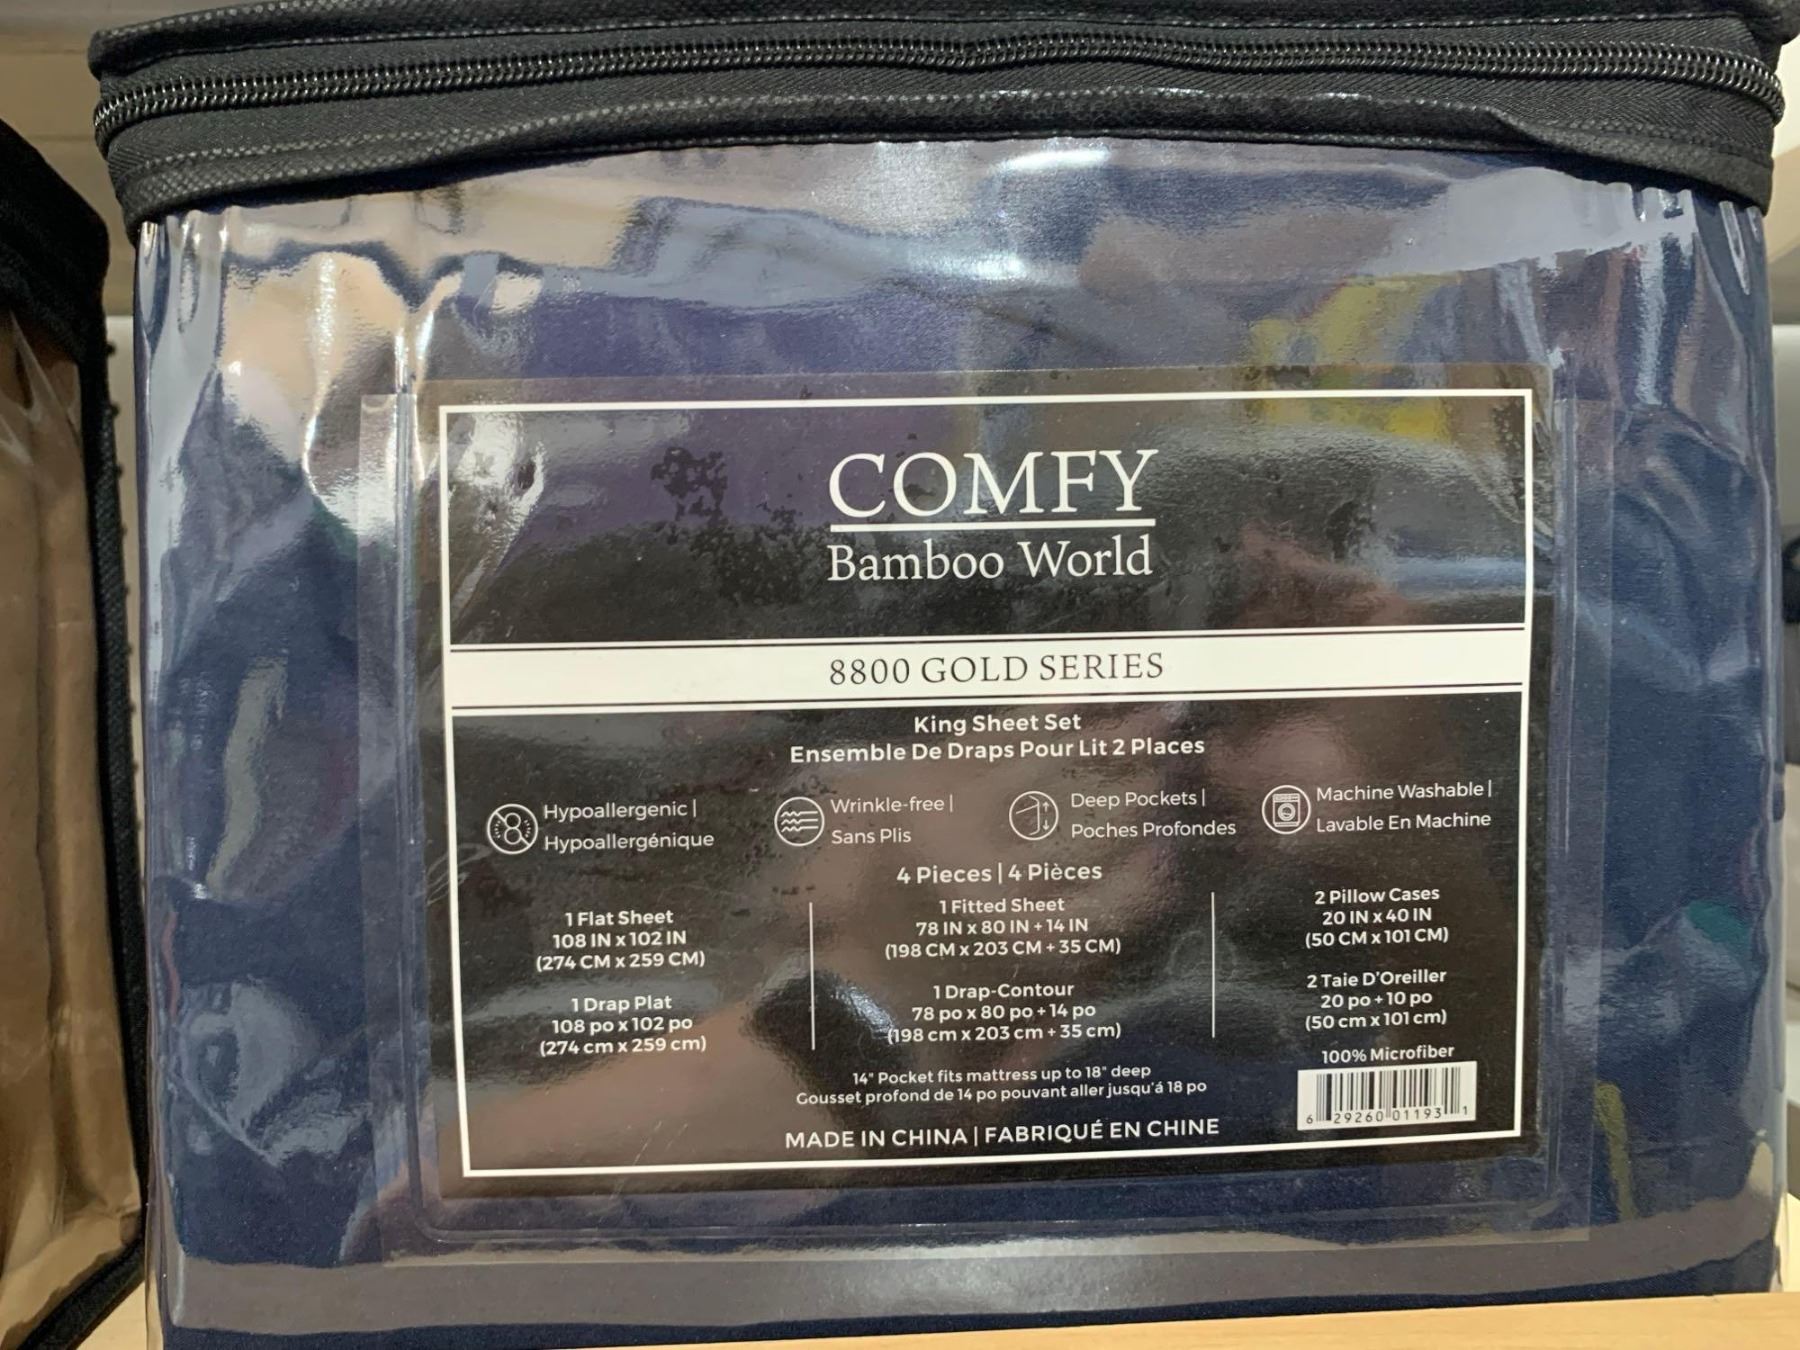 COMFY
Bamboo World
8800 GOLD SERIES
King Sheet Set
Ensemble De Draps Pour Lit 2 Places
Hypoallergenic |
Hypoallergénique
Wrinkle-free |
Sans Plis
Deep Pockets |
Poches Profondes
Machine Washable |
Lavable En Machine
4 Pieces | 4 Pièces
1 Flat Sheet
108 IN x 102 IN
(274 CM x 259 CM)
1 Drap Plat
108 po x 102 po
(274 cm x 259 cm)
1 Fitted Sheet
78 IN x 80 IN + 14 IN
(198 CM x 203 CM + 35 CM)
1 Drap-Contour
78 po x 80 po + 14 po
(198 cm x 203 cm + 35 cm)
2 Pillow Cases
20 IN x 40 IN
(50 CM x 101 CM)
2 Taie D'Oreiller
20 po + 10 po
(50 cm x 101 cm)
14" Pocket fits mattress up to 18" deep
Gousset profond de 14 po pouvant aller jusqu'á 18 po
100% Microfiber
6 29260 01193 1
MADE IN CHINA | FABRIQUÉ EN CHINE